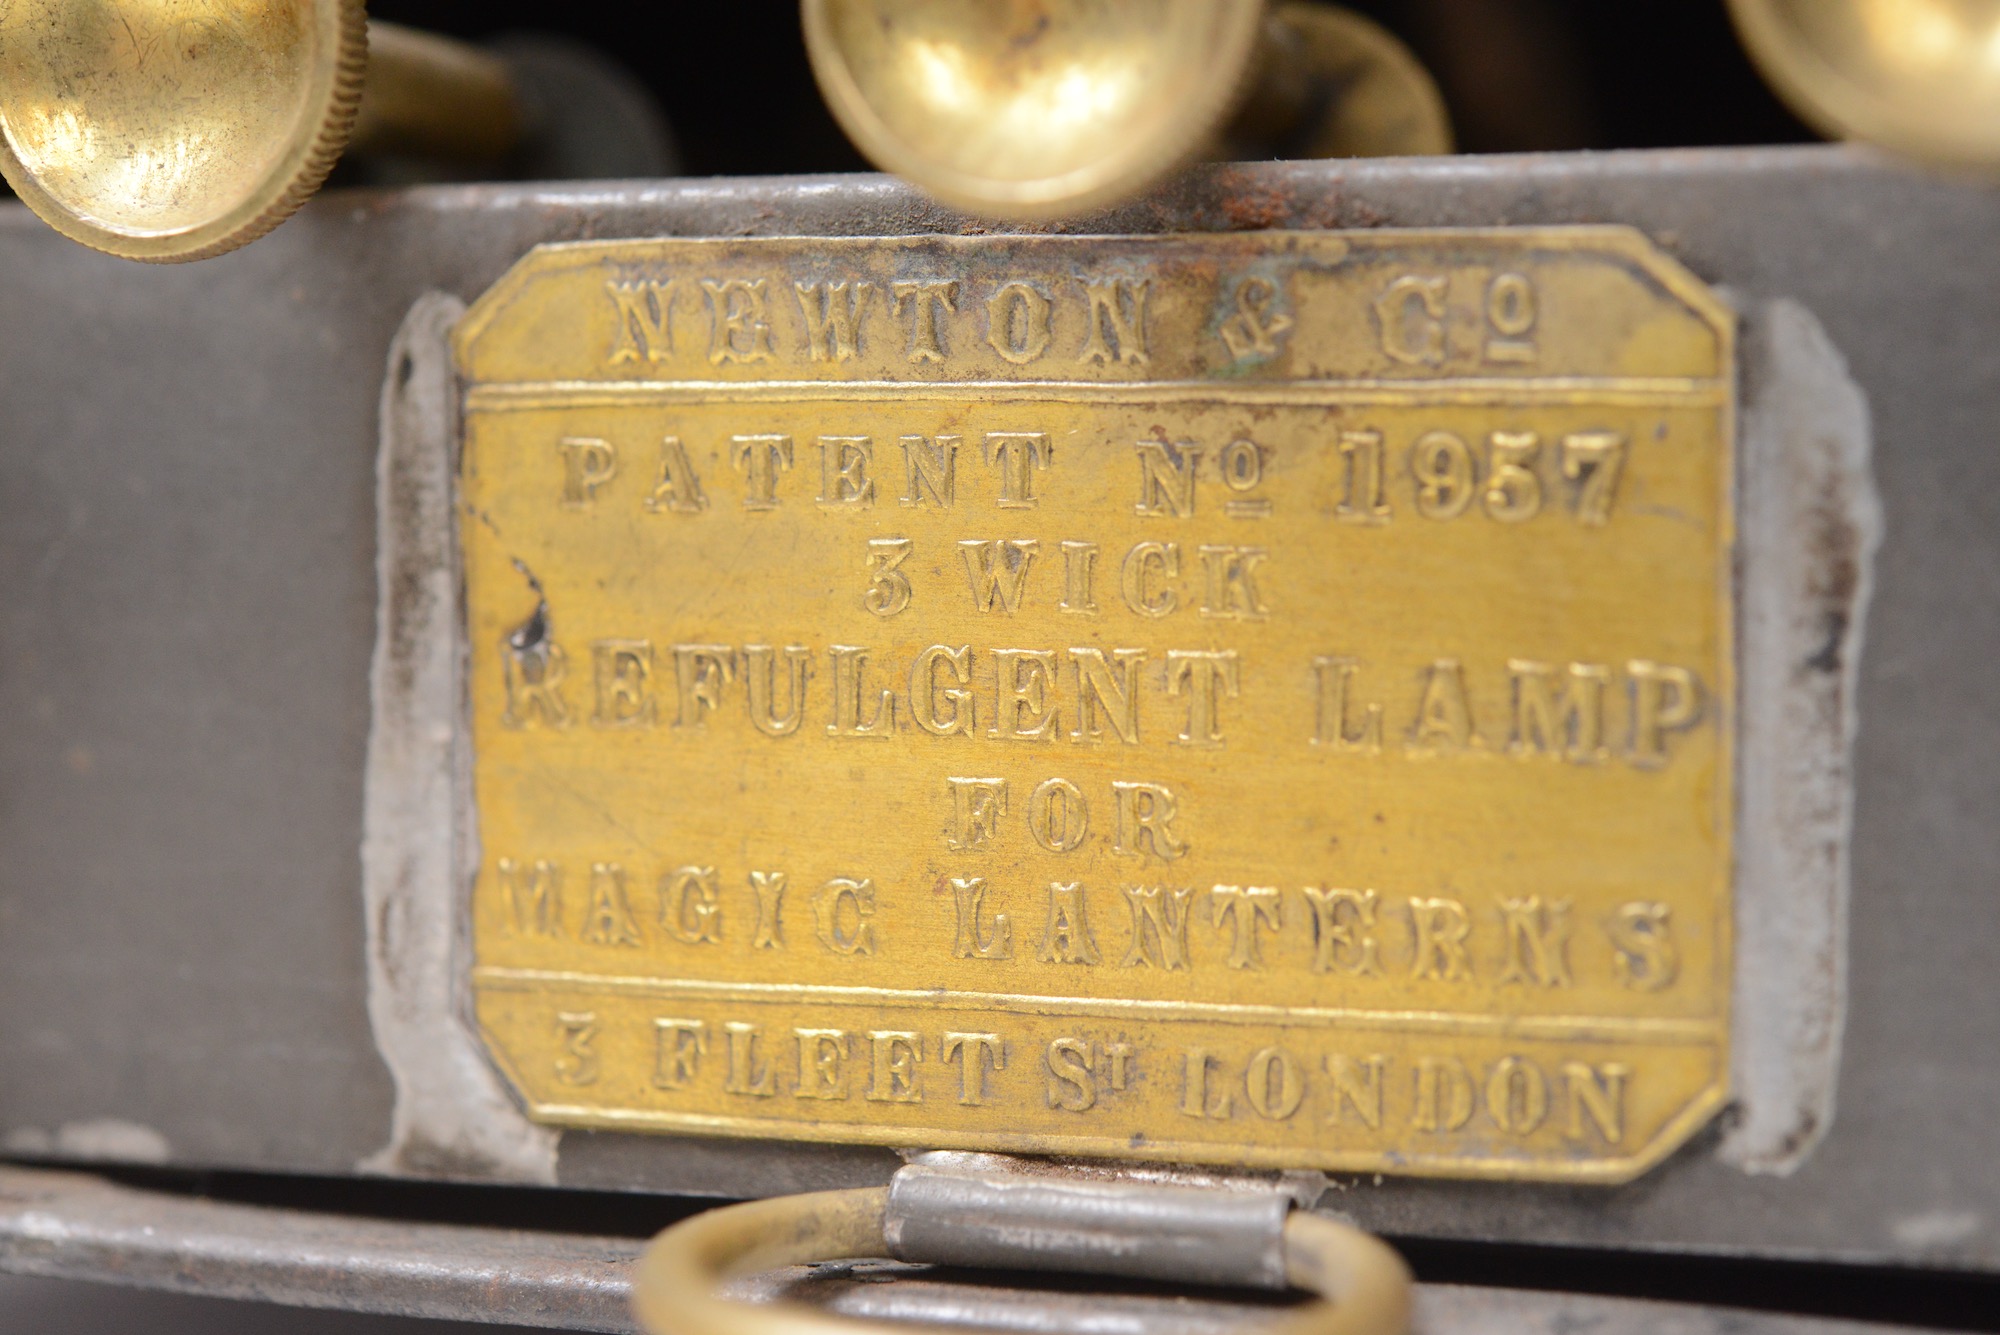 NEWTON & Cº
PATENT Nº 1957
3 WICK
REFULGENT LAMP
FOR
MAGIC LANTERNS
3 FLEET St LONDON